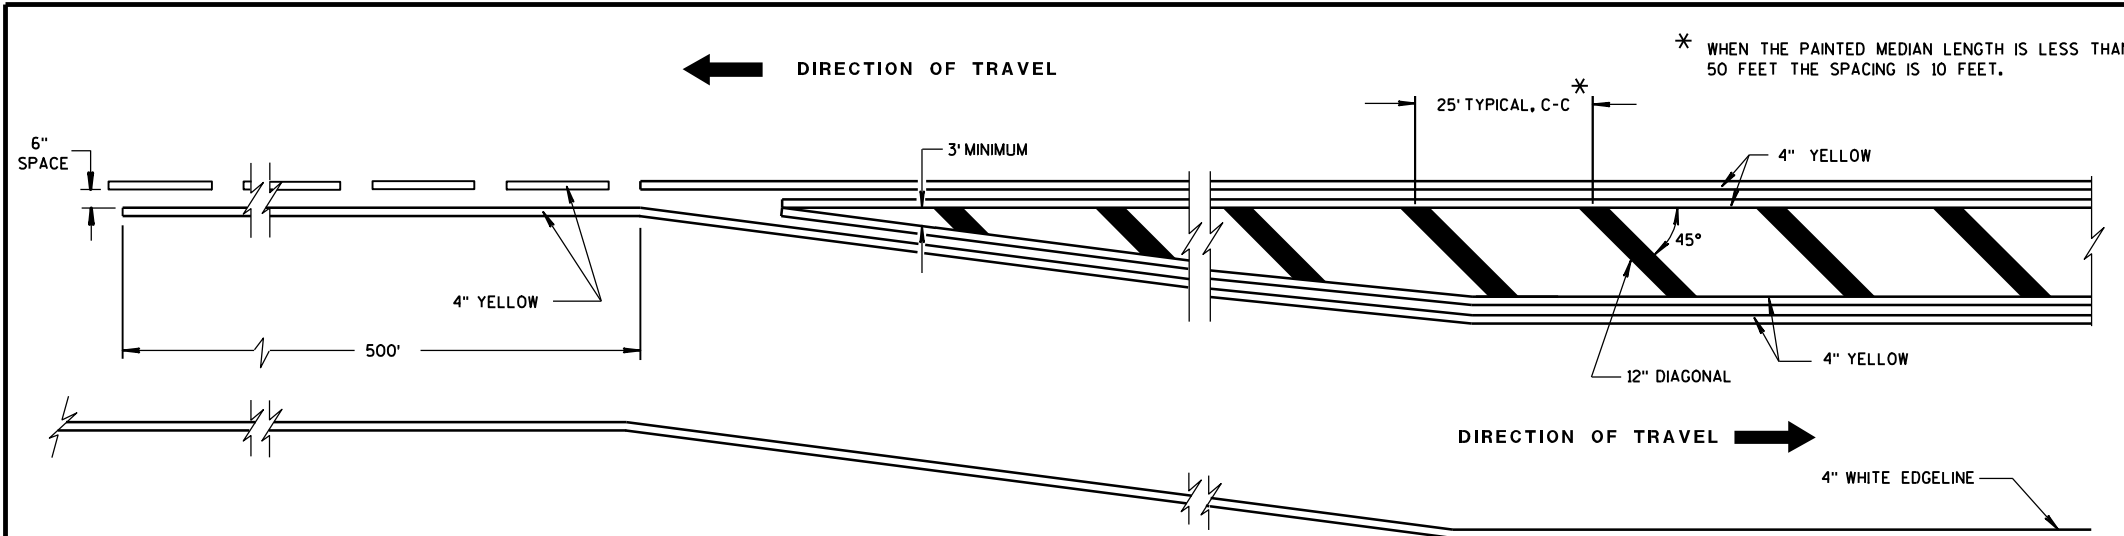 * WHEN THE PAINTED MEDIAN LENGTH IS LESS THAN
50 FEET THE SPACING IS 10 FEET.
DIRECTION OF TRAVEL
25' TYPICAL, C-C *
6"
SPACE
3' MINIMUM
4" YELLOW
45°
4" YELLOW
500'
4" YELLOW
12" DIAGONAL
DIRECTION OF TRAVEL
4" WHITE EDGELINE